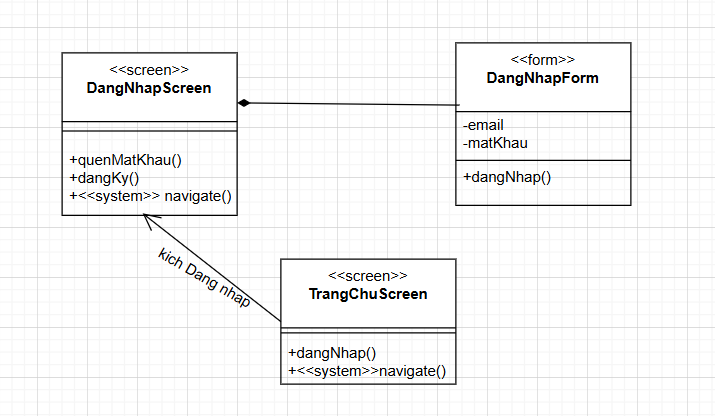 <<screen>>
DangNhapScreen
+quenMatKhau()
+dangKy()
+<<system>> navigate()
<<form>>
DangNhapForm
-email
-matKhau
+dangNhap()
kich Dang nhap
<<screen>>
TrangChuScreen
+dangNhap()
+<<system>>navigate()